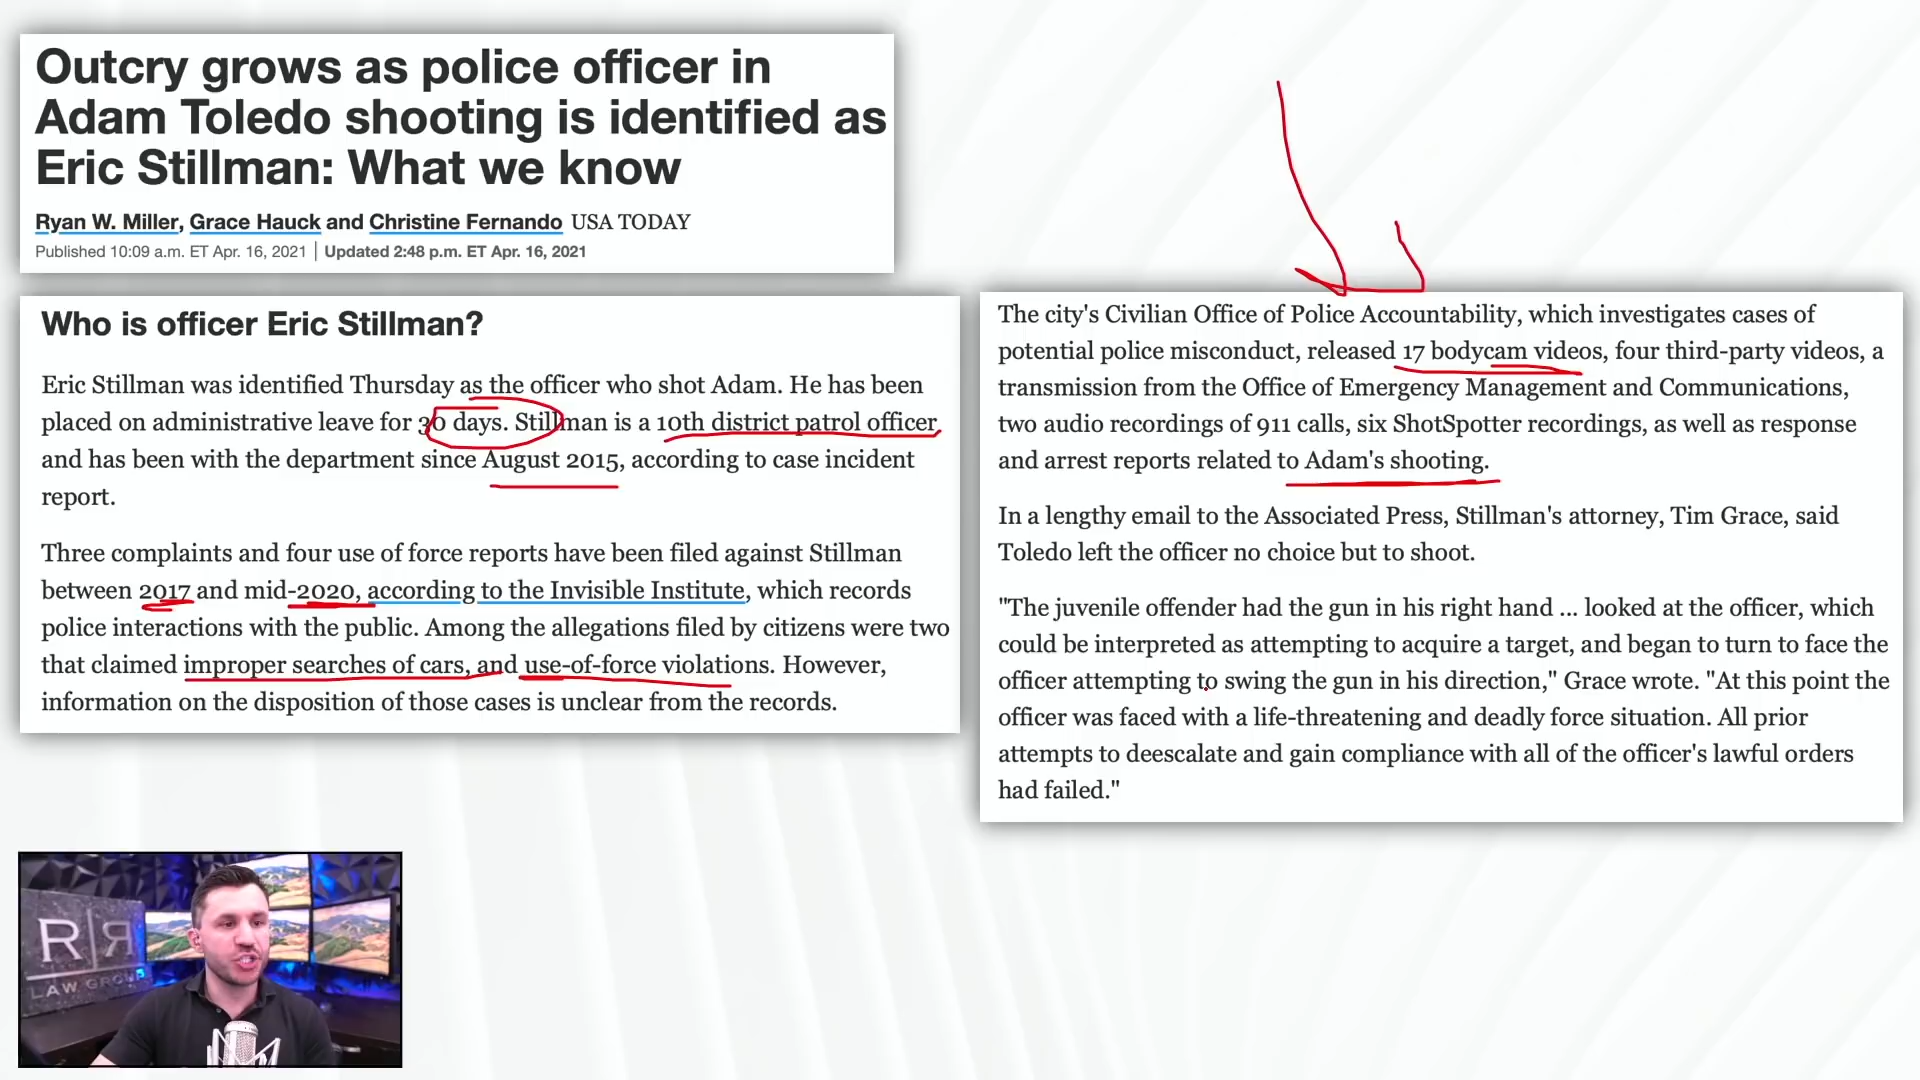 Outcry grows as police officer in
Adam Toledo shooting is identified as
Eric Stillman: What we know
Ryan W. Miller, Grace Hauck and Christine Fernando USA TODAY
Published 10:09 a.m. ET Apr. 16, 2021 | Updated 2:48 p.m. ET Apr. 16, 2021
Who is officer Eric Stillman?
Eric Stillman was identified Thursday as the officer who shot Adam. He has been
placed on administrative leave for 30 days. Stillman is a 10th district patrol officer
and has been with the department since August 2015, according to case incident
report.
Three complaints and four use of force reports have been filed against Stillman
between 2017 and mid-2020, according to the Invisible Institute, which records
police interactions with the public. Among the allegations filed by citizens were two
that claimed improper searches of cars, and use-of-force violations. However,
information on the disposition of those cases is unclear from the records.
The city's Civilian Office of Police Accountability, which investigates cases of
potential police misconduct, released 17 bodycam videos, four third-party videos, a
transmission from the Office of Emergency Management and Communications,
two audio recordings of 911 calls, six ShotSpotter recordings, as well as response
and arrest reports related to Adam's shooting.
In a lengthy email to the Associated Press, Stillman's attorney, Tim Grace, said
Toledo left the officer no choice but to shoot.
"The juvenile offender had the gun in his right hand ... looked at the officer, which
could be interpreted as attempting to acquire a target, and began to turn to face the
officer attempting to swing the gun in his direction," Grace wrote. "At this point the
officer was faced with a life-threatening and deadly force situation. All prior
attempts to deescalate and gain compliance with all of the officer's lawful orders
had failed."
R|Я
LAW GROUP